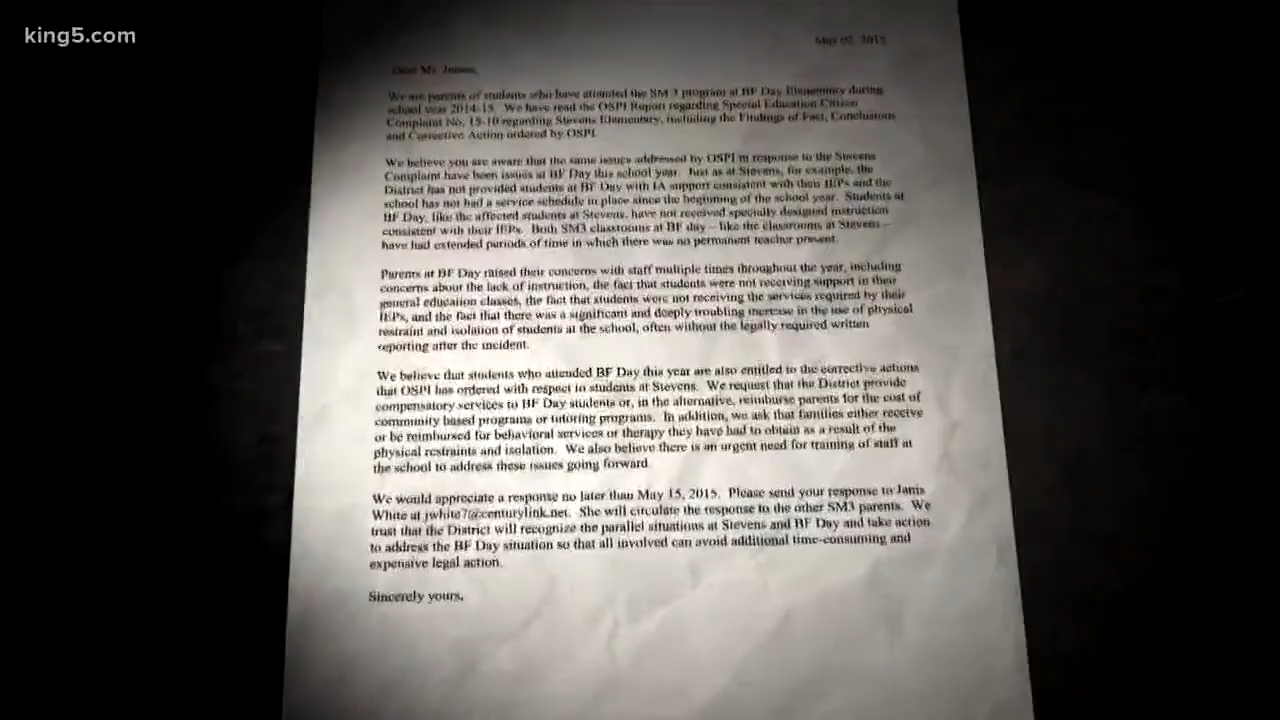 king5.com
May 07, 2015
Dear Mr. Jessee,
We are parents of students who have attended the SM 3 program at BF Day Elementary during
school year 2014-15. We have read the OSPI Report regarding Special Education Citizen
Complaint No. 15-10 regarding Stevens Elementary, including the Findings of Fact, Conclusions
and Corrective Action ordered by OSPI.
We believe you are aware that the same issues addressed by OSPI in response to the Stevens
Complaint have been issues at BF Day this school year. Just as at Stevens, for example, the
District has not provided students at BF Day with IA support consistent with their IEPs and the
school has not had a service schedule in place since the beginning of the school year. Students at
BF Day, like the affected students at Stevens, have not received specially designed instruction
consistent with their IEPs. Both SM3 classrooms at BF day – like the classrooms at Stevens –
have had extended periods of time in which there was no permanent teacher present.
Parents at BF Day raised their concerns with staff multiple times throughout the year, including
concerns about the lack of instruction, the fact that students were not receiving support in their
general education classes, the fact that students were not receiving the services required by their
IEPs, and the fact that there was a significant and deeply troubling increase in the use of physical
restraint and isolation of students at the school, often without the legally required written
reporting after the incident.
We believe that students who attended BF Day this year are also entitled to the corrective actions
that OSPI has ordered with respect to students at Stevens. We request that the District provide
compensatory services to BF Day students or, in the alternative, reimburse parents for the cost of
community based programs or tutoring programs. In addition, we ask that families either receive
or be reimbursed for behavioral services or therapy they have had to obtain as a result of the
physical restraints and isolation. We also believe there is an urgent need for training of staff at
the school to address these issues going forward.
We would appreciate a response no later than May 15, 2015. Please send your response to Janis
White at jwhite7@centurylink.net. She will circulate the response to the other SM3 parents. We
trust that the District will recognize the parallel situations at Stevens and BF Day and take action
to address the BF Day situation so that all involved can avoid additional time-consuming and
expensive legal action.
Sincerely yours,